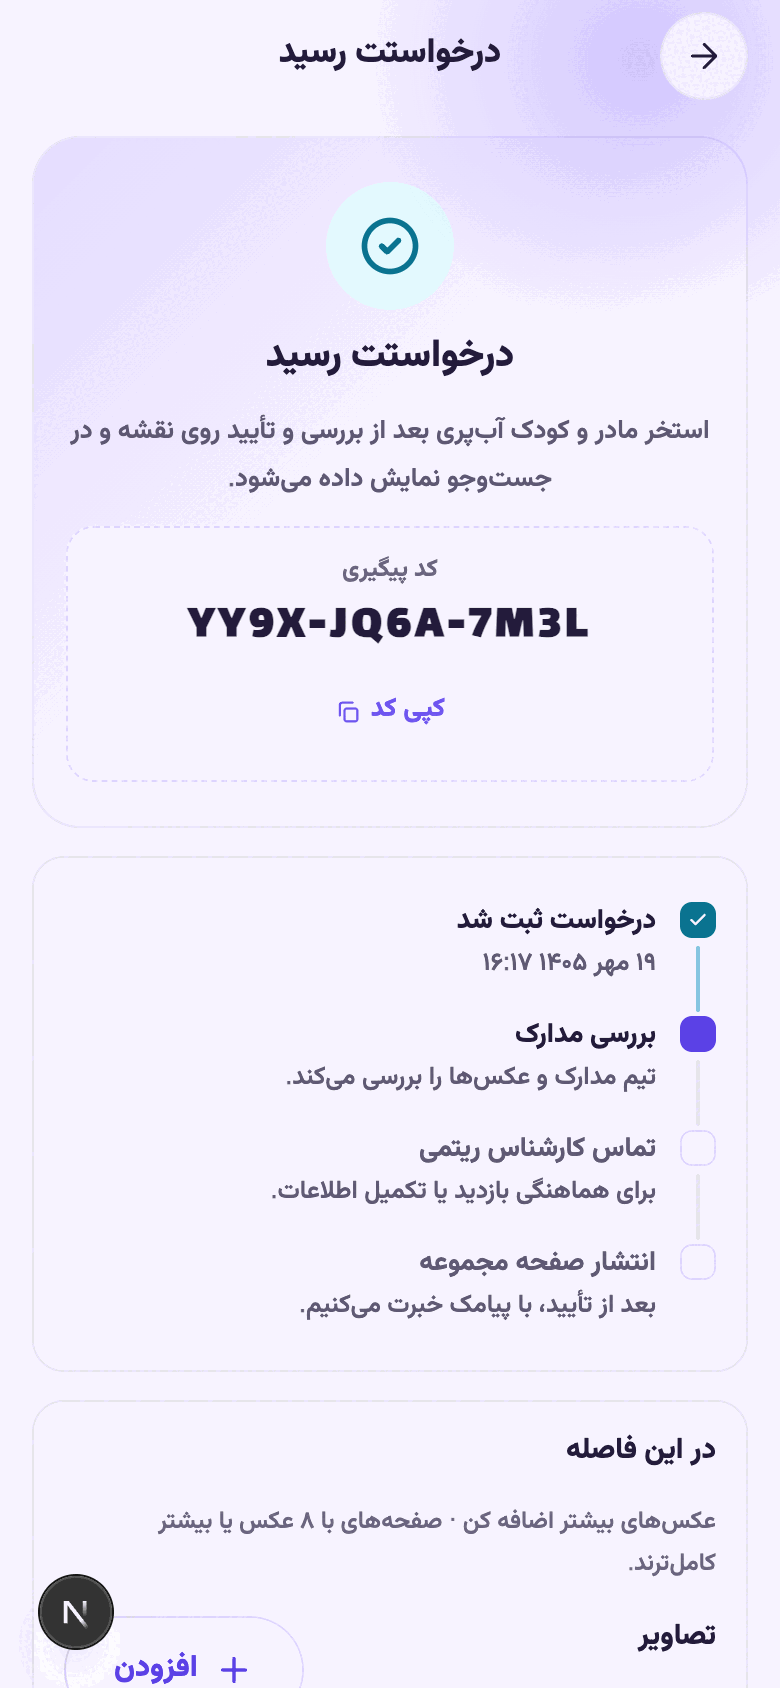 درخواستت رسید
درخواستت رسید
استخر مادر و کودک آب‌پری بعد از بررسی و تأیید روی نقشه و در
جست‌وجو نمایش داده می‌شود.
کد پیگیری
YY9X-JQ6A-7M3L
کپی کد
درخواست ثبت شد
۱۹ مهر ۱۴۰۵ ۱۶:۱۷
بررسی مدارک
تیم مدارک و عکس‌ها را بررسی می‌کند.
تماس کارشناس ریتمی
برای هماهنگی بازدید یا تکمیل اطلاعات.
انتشار صفحه مجموعه
بعد از تأیید، با پیامک خبرت می‌کنیم.
در این فاصله
عکس‌های بیشتر اضافه کن · صفحه‌های با ۸ عکس یا بیشتر
کامل‌ترند.
تصاویر
افزودن
N